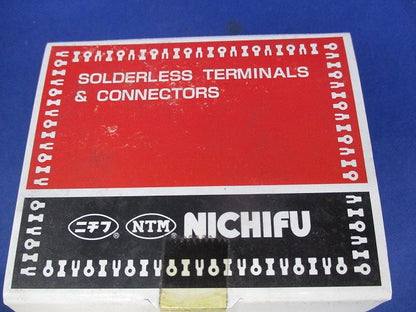 SOLDERLESS TERMINALS
& CONNECTORS
ニチフ ® NTM ® NICHIFU